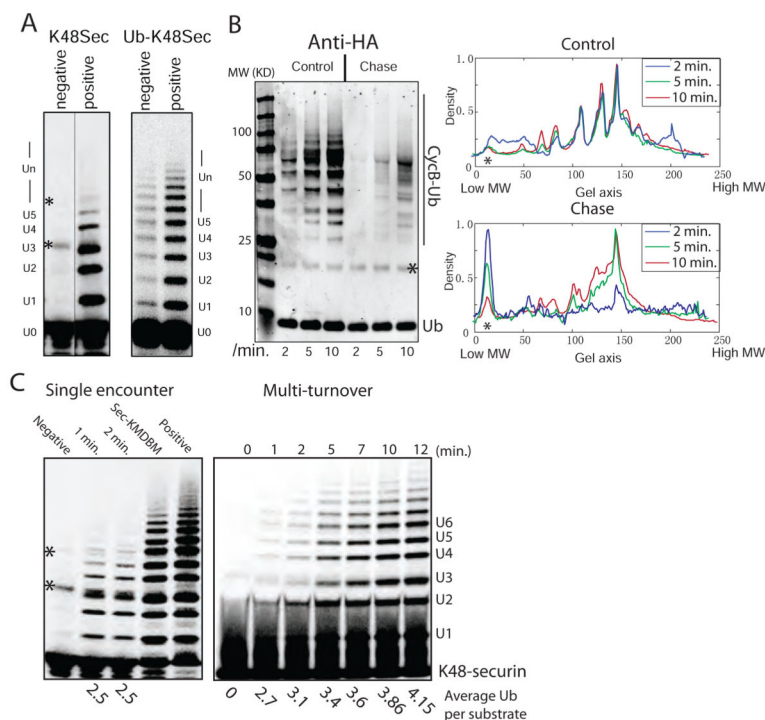 A
K48Sec
Ub-K48Sec
negative
positive
negative
positive
Un
*
U5
U4
*
U3
U2
U1
U0
Un
U5
U4
U3
U2
U1
U0
B
Anti-HA
MW (KD)
Control
Chase
100
50
25
10
CycB-Ub
*
Ub
/min.
2
5
10
2
5
10
Control
2 min.
5 min.
10 min.
Density
1.0
0.5
0
*
0
50
100
150
200
250
Low MW
Gel axis
High MW
Chase
2 min.
5 min.
10 min.
Density
1.0
0.5
0
*
0
50
100
150
200
250
Low MW
Gel axis
High MW
C
Single encounter
Negative
1 min.
2 min.
Sec-KMDBM
Positive
*
*
2.5
2.5
Multi-turnover
0 1 2 5 7 10 12 (min.)
U6
U5
U4
U3
U2
U1
K48-securin
0 2.7 3.1 3.4 3.6 3.86 4.15
Average Ub
per substrate